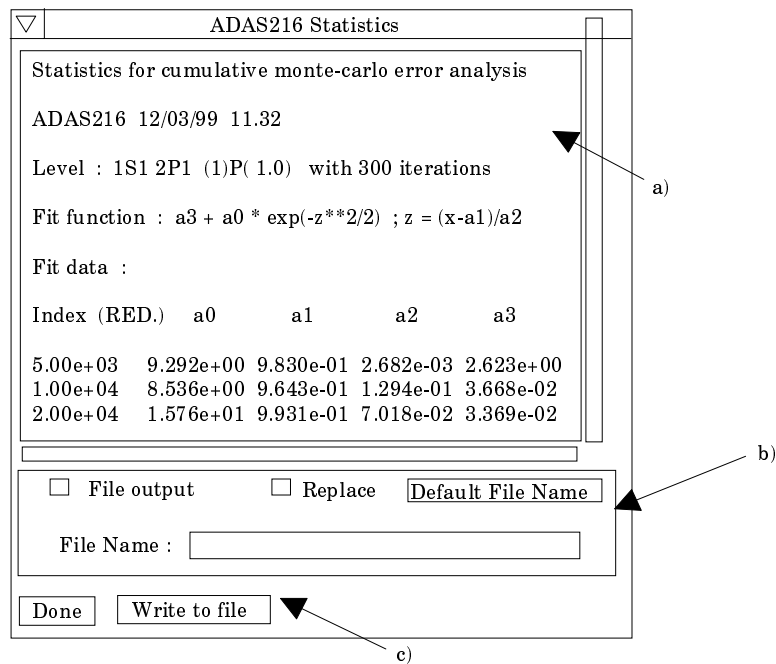 ADAS216 Statistics
Statistics for cumulative monte-carlo error analysis
ADAS216 12/03/99 11.32
Level : 1S1 2P1 (1)P( 1.0) with 300 iterations
a)
Fit function : a3 + a0 * exp(-z**2/2) ; z = (x-a1)/a2
Fit data :
Index (RED.) a0 a1 a2 a3
5.00e+03 9.292e+00 9.830e-01 2.682e-03 2.623e+00
1.00e+04 8.536e+00 9.643e-01 1.294e-01 3.668e-02
2.00e+04 1.576e+01 9.931e-01 7.018e-02 3.369e-02
b)
File output Replace Default File Name
File Name :
Done Write to file
c)